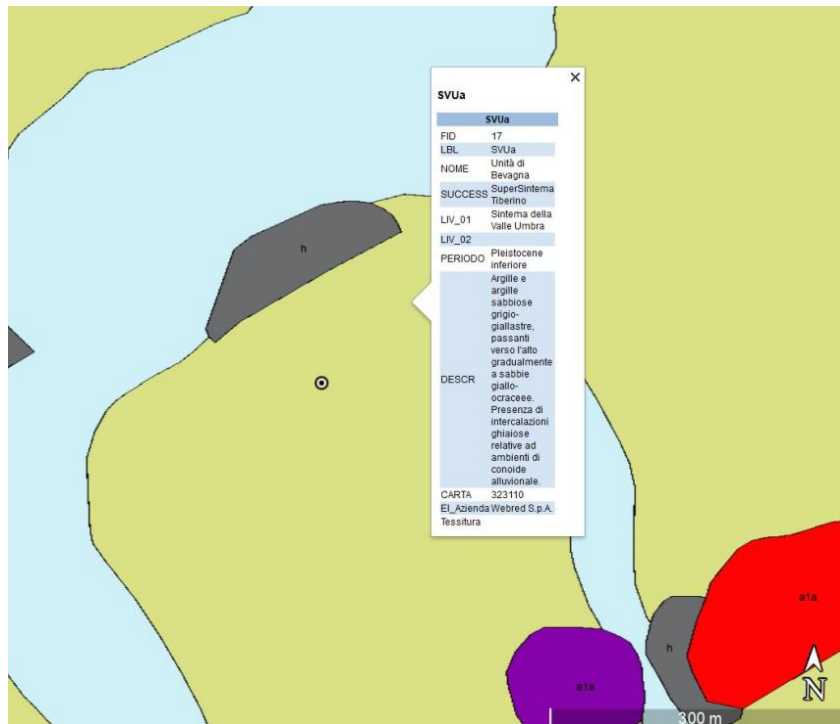 SVUa
SVUa
FID 17
LBL SVUa
NOME Unità di
Bevagna
SUCCESS SuperSintema
Tiberino
LIV_01 Sintema della
Valle Umbra
LIV_02
PERIODO Pleistocene
inferiore
DESCR Argille e
argille
sabbiose
grigio-
giallastre,
passanti
verso l'alto
gradualmente
a sabbie
giallo-
ocraceee.
Presenza di
intercalazioni
ghiaiose
relative ad
ambienti di
conoide
alluvionale.
CARTA 323110
El_Azienda Webred S.p.A.
Tessitura
h
h
a1a
a1a
N
300 m